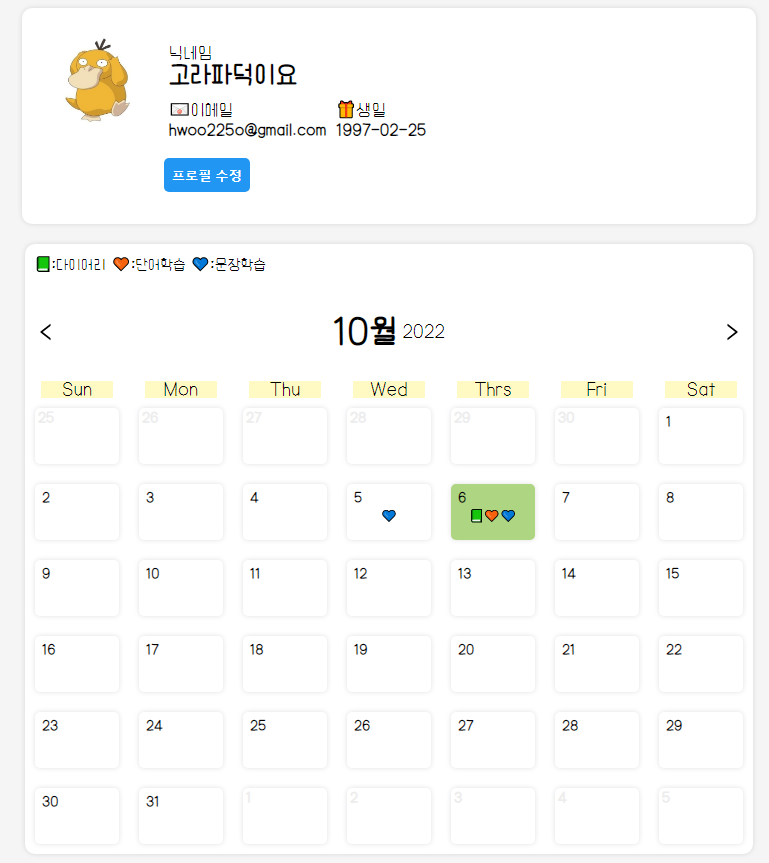 닉네임
고라파덕이요
이메일 생일
hwoo225o@gmail.com 1997-02-25
프로필 수정
:다이어리 :단어학습 :문장학습
< 10월 2022 >
Sun Mon Thu Wed Thrs Fri Sat
25 26 27 28 29 30 1
2 3 4 5 6 7 8
9 10 11 12 13 14 15
16 17 18 19 20 21 22
23 24 25 26 27 28 29
30 31 1 2 3 4 5